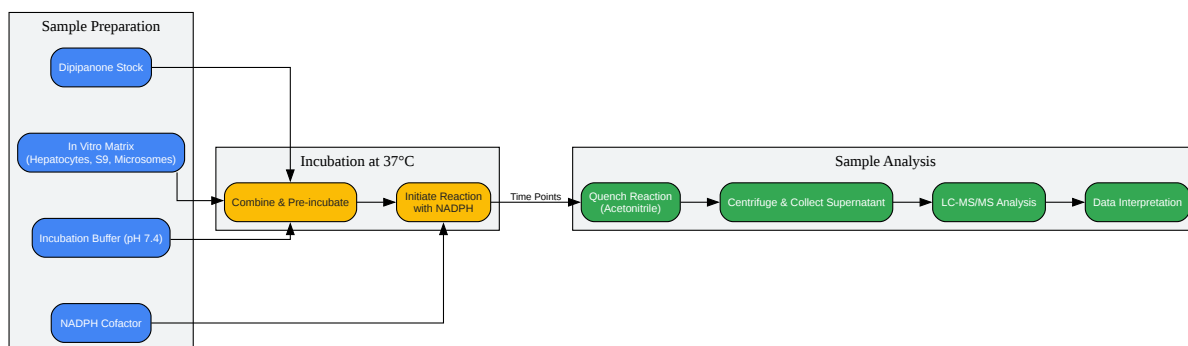 Sample Preparation
Dipipanone Stock
In Vitro Matrix
(Hepatocytes, S9, Microsomes)
Incubation Buffer (pH 7.4)
NADPH Cofactor
Incubation at 37°C
Combine & Pre-incubate
Initiate Reaction
with NADPH
Time Points
Sample Analysis
Quench Reaction
(Acetonitrile)
Centrifuge & Collect Supernatant
LC-MS/MS Analysis
Data Interpretation